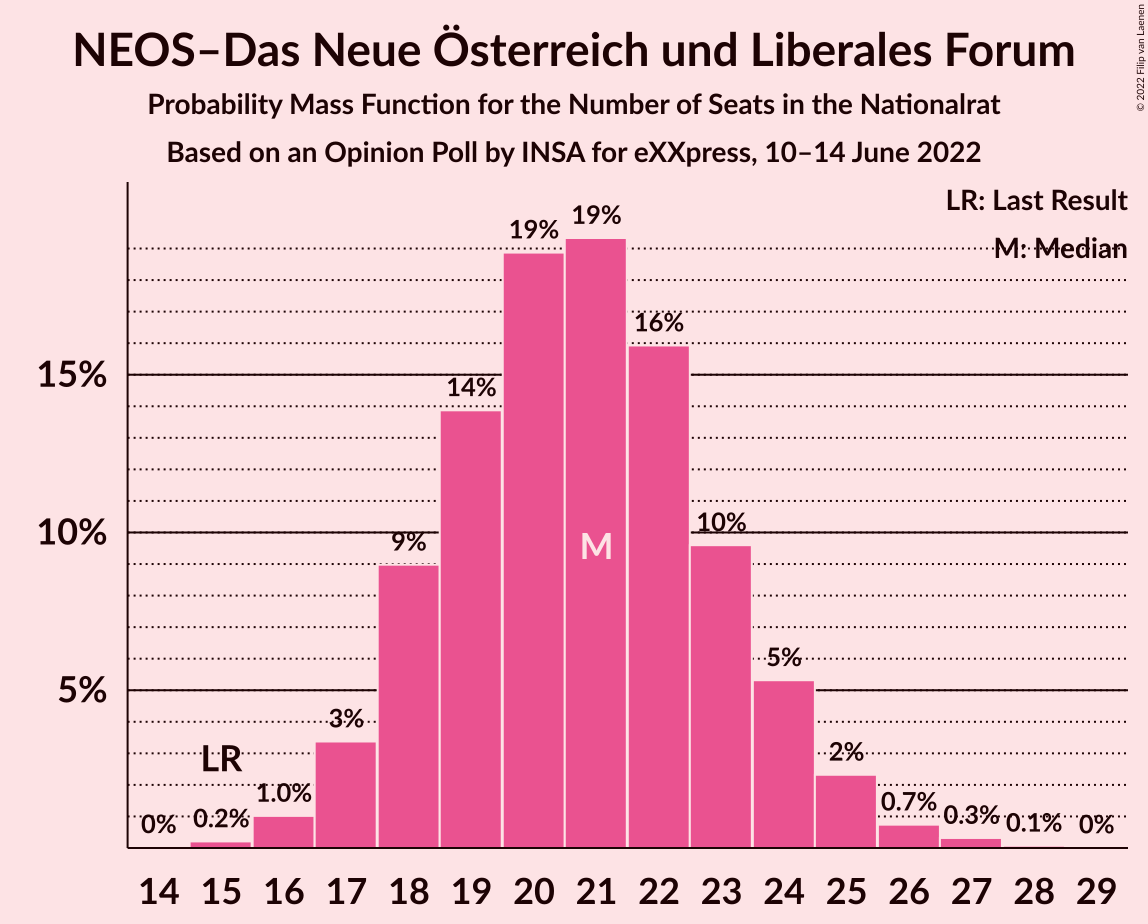 NEOS–Das Neue Österreich und Liberales Forum
Probability Mass Function for the Number of Seats in the Nationalrat
Based on an Opinion Poll by INSA for eXXpress, 10–14 June 2022
© 2022 Filip van Laenen
LR: Last Result
M: Median
19%
19%
16%
15%
14%
10%
10%
9%
M
5%
5%
3%
2%
LR
1.0%
0.7%
0.3%
0.2%
0.1%
0%
0%
14 15 16 17 18 19 20 21 22 23 24 25 26 27 28 29